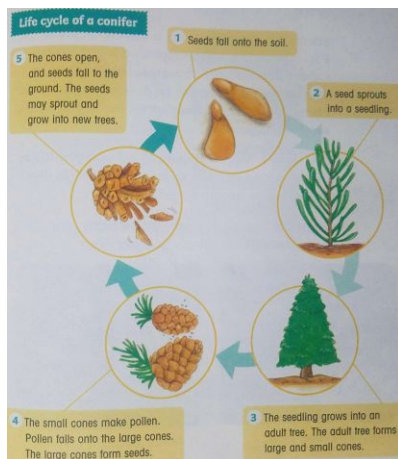 Life cycle of a conifer
1 Seeds fall onto the soil.
2 A seed sprouts
into a seedling.
3 The seedling grows into an
adult tree. The adult tree forms
large and small cones.
4 The small cones make pollen.
Pollen falls onto the large cones.
The large cones form seeds.
5 The cones open,
and seeds fall to the
ground. The seeds
may sprout and
grow into new trees.